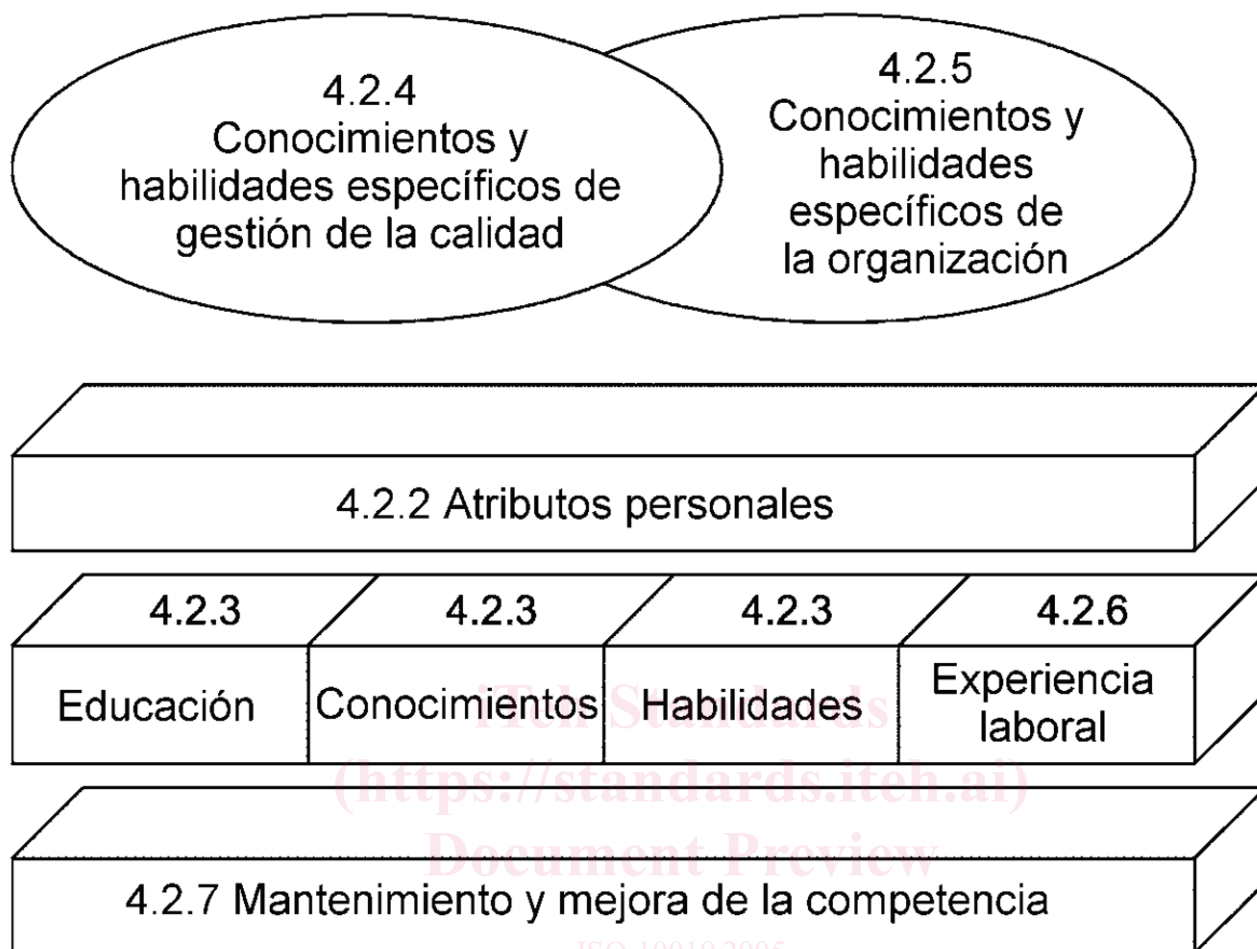 4.2.4
Conocimientos y
habilidades específicos de
gestión de la calidad
4.2.5
Conocimientos y
habilidades
específicos de
la organización
4.2.2 Atributos personales
4.2.3
4.2.3
4.2.3
4.2.6
Educación
Conocimientos
Habilidades
Experiencia
laboral
iTeh Standards
(https://standards.iteh.ai)
Document Preview
4.2.7 Mantenimiento y mejora de la competencia
ISO 10019:2005